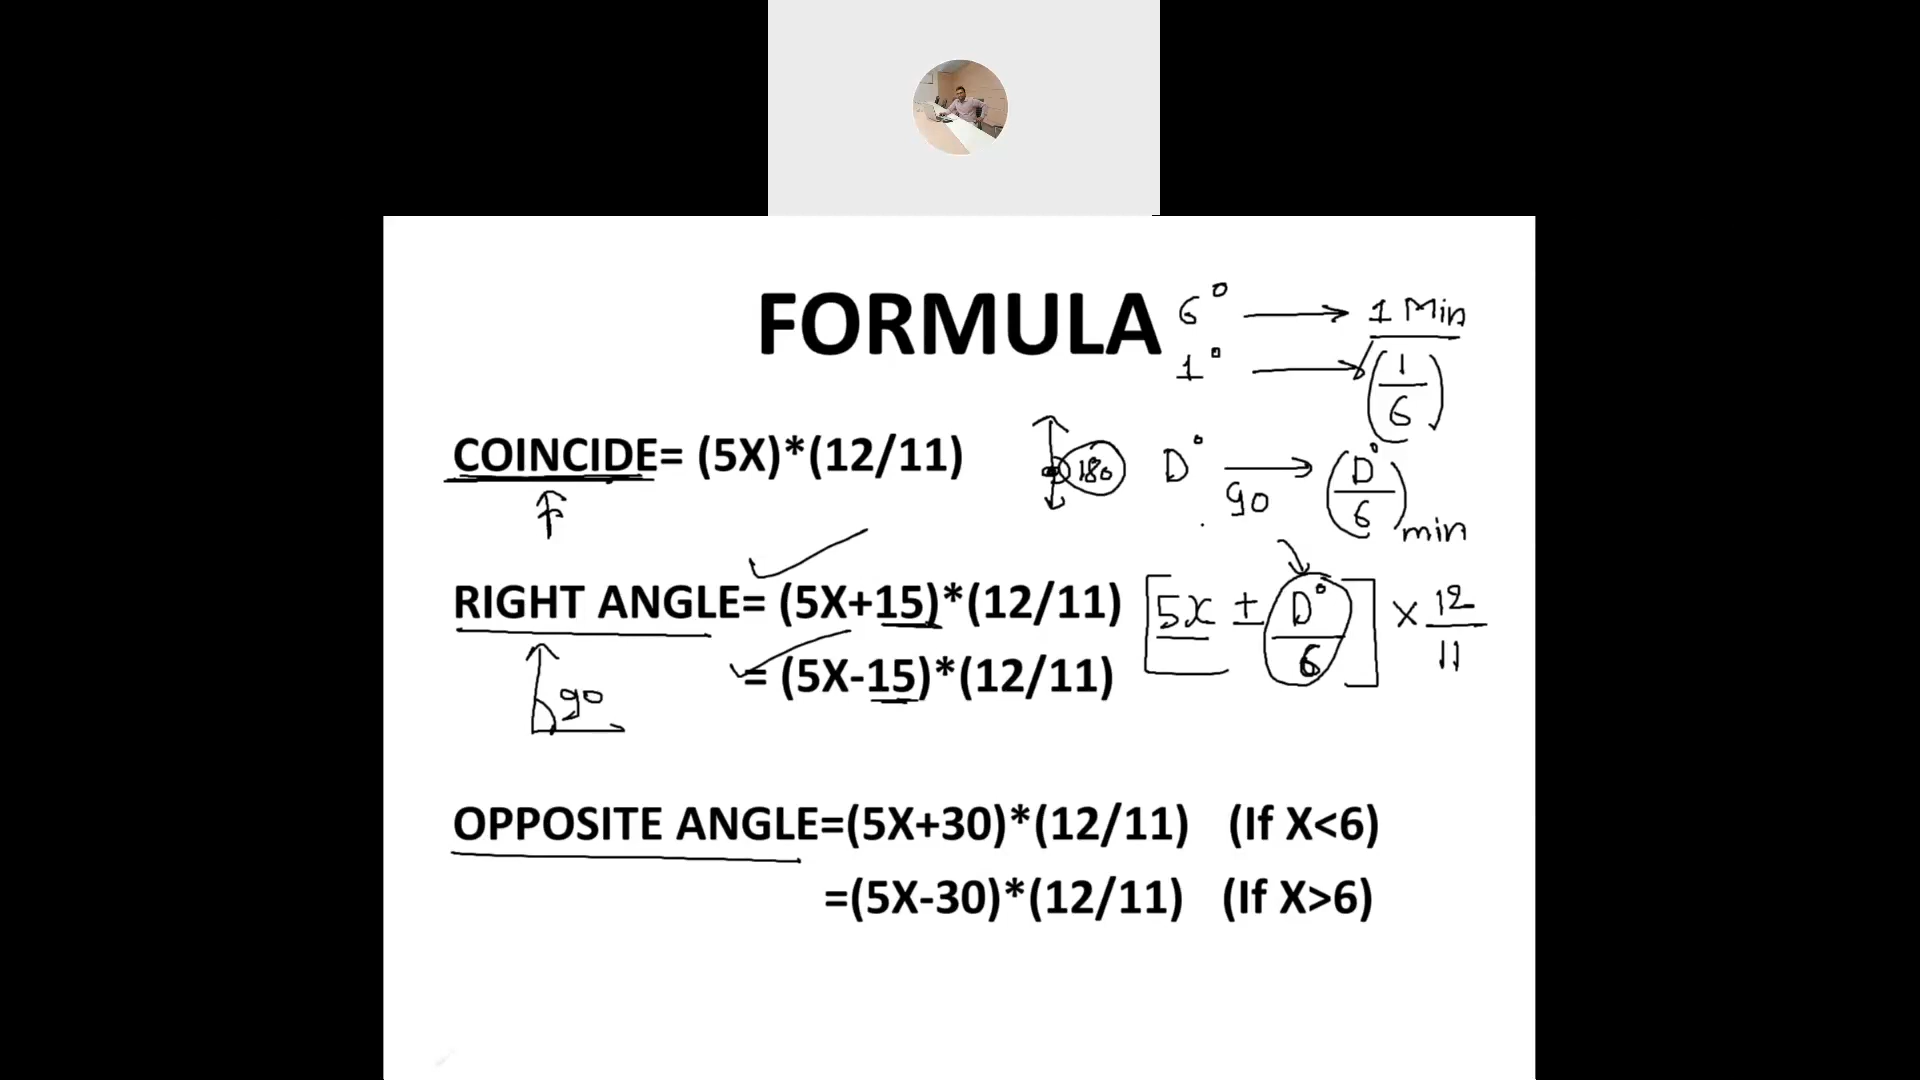 FORMULA
6° → 1 Min
1° → (1/6)
COINCIDE= (5X)*(12/11)
180
D° → (D°/6) min
90
RIGHT ANGLE= (5X+15)*(12/11)
[5x ± D°/6] × 12/11
= (5X-15)*(12/11)
90
OPPOSITE ANGLE=(5X+30)*(12/11) (If X<6)
=(5X-30)*(12/11) (If X>6)